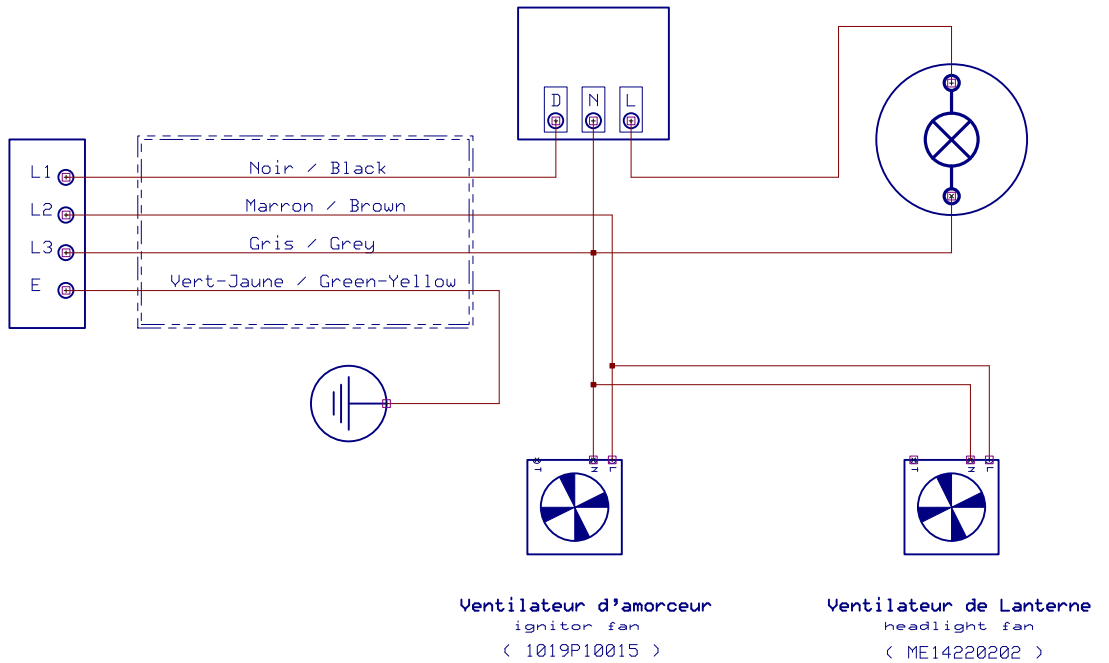 D N L
L1
Noir / Black
L2
Marron / Brown
L3
Gris / Grey
E
Vert-Jaune / Green-Yellow
T N L
T N L
Ventilateur d'amorceur
ignitor fan
( 1019P10015 )
Ventilateur de Lanterne
headlight fan
( ME14220202 )